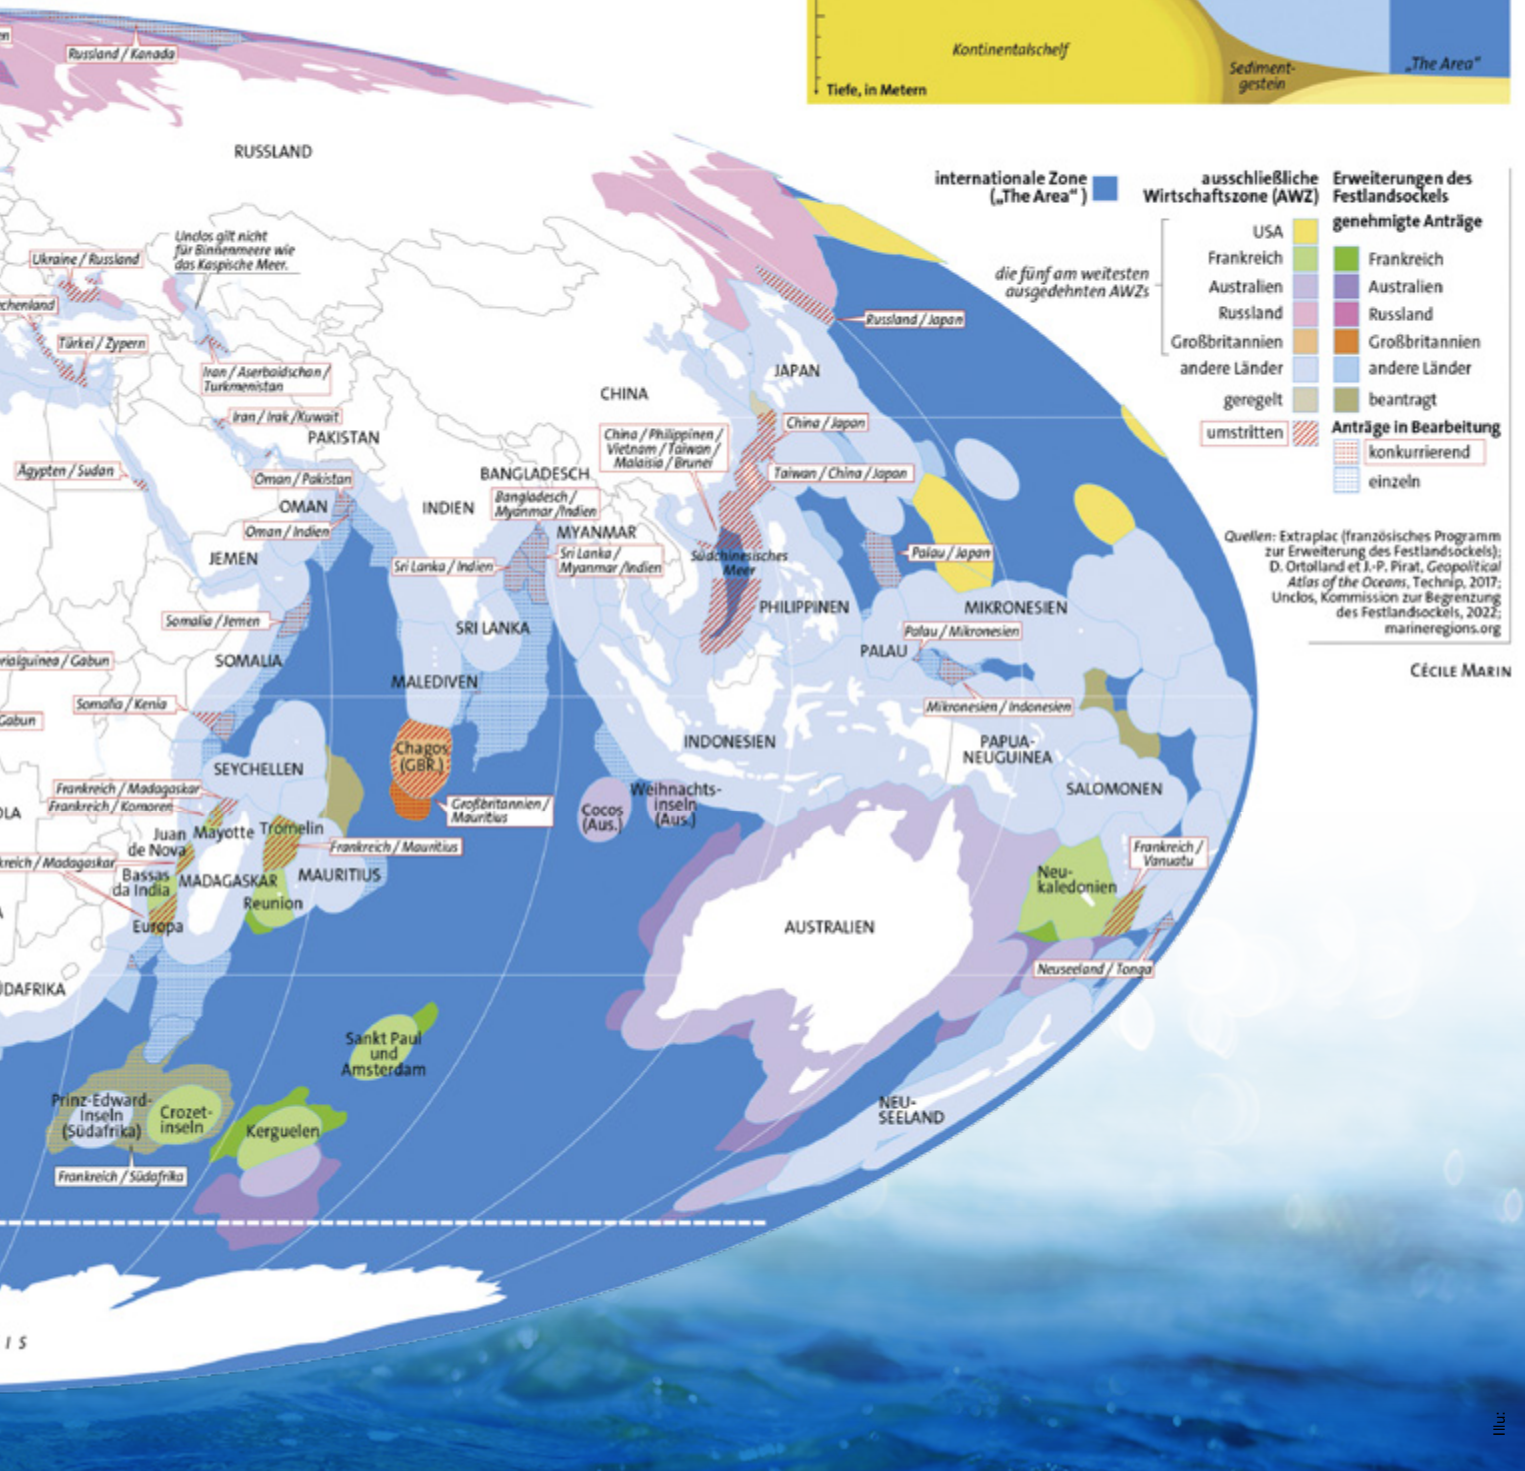 Kontinentalschelf
Sediment-
gestein
„The Area“
Tiefe, in Metern
Russland / Kanada
RUSSLAND
Unclos gilt nicht
für Binnenmeere wie
das Kaspische Meer.
Ukraine / Russland
Türkei / Zypern
Iran / Aserbaidschan /
Turkmenistan
Iran / Irak / Kuwait
PAKISTAN
Ägypten / Sudan
Oman / Pakistan
OMAN
Oman / Indien
JEMEN
INDIEN
BANGLADESCH
Bangladesch /
Myanmar / Indien
MYANMAR
Sri Lanka / Indien
Sri Lanka /
Myanmar / Indien
SRI LANKA
CHINA
China / Philippinen /
Vietnam / Taiwan /
Malaisia / Brunei
JAPAN
Russland / Japan
China / Japan
Taiwan / China / Japan
Südchinesisches
Meer
Palau / Japan
PHILIPPINEN
MIKRONESIEN
Palau / Mikronesien
PALAU
Mikronesien / Indonesien
Somalia / Jemen
SOMALIA
rialguinea / Gabun
Gabun
Somalia / Kenia
MALEDIVEN
Chagos
(GBR.)
Großbritannien /
Mauritius
SEYCHELLEN
INDONESIEN
PAPUA-
NEUGUINEA
SALOMONEN
Cocos
(Aus.)
Weihnachts-
inseln
(Aus.)
Frankreich / Madagaskar
Frankreich / Komoren
Juan
de Nova
Mayotte
Tromelin
Frankreich / Mauritius
kreich / Madagaskar
Bassas
da India
MADAGASKAR
MAURITIUS
Reunion
Europa
Neu-
kaledonien
Frankreich /
Vanuatu
AUSTRALIEN
Neuseeland / Tonga
ÜDAFRIKA
Sankt Paul
und
Amsterdam
Prinz-Edward-
Inseln
(Südafrika)
Crozet-
inseln
Kerguelen
Frankreich / Südafrika
NEU-
SEELAND
I S
internationale Zone
(„The Area“ )
ausschließliche
Wirtschaftszone (AWZ)
Erweiterungen des
Festlandsockels
genehmigte Anträge
die fünf am weitesten
ausgedehnten AWZs
USA
Frankreich
Frankreich
Australien
Australien
Russland
Russland
Großbritannien
Großbritannien
andere Länder
andere Länder
geregelt
beantragt
umstritten
Anträge in Bearbeitung
konkurrierend
einzeln
Quellen: Extraplac (französisches Programm
zur Erweiterung des Festlandsockels);
D. Ortolland et J.-P. Pirat, Geopolitical
Atlas of the Oceans, Technip, 2017;
Unclos, Kommission zur Begrenzung
des Festlandsockels, 2022;
marineregions.org
CÉCILE MARIN
Illu: